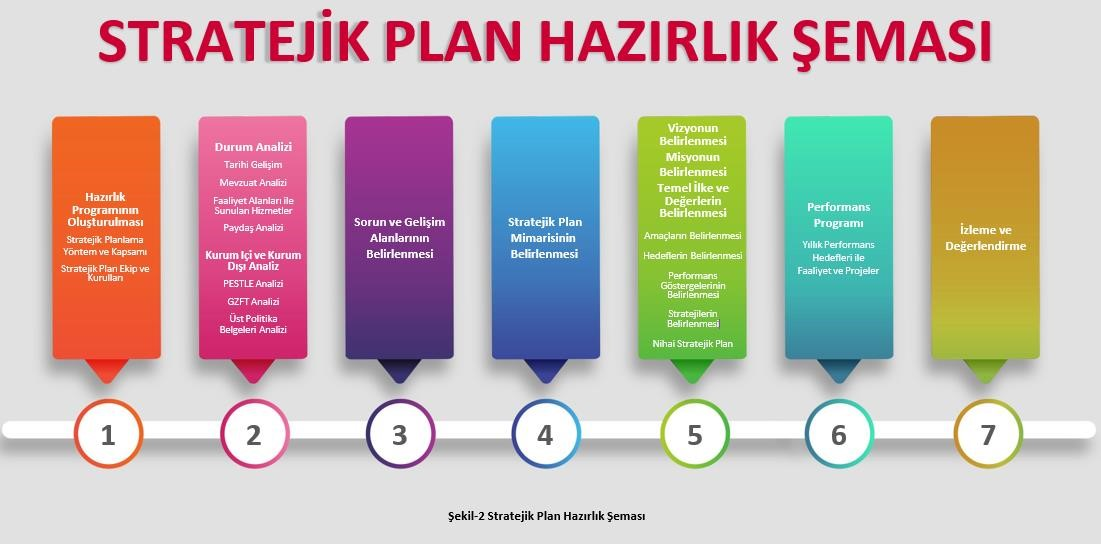 STRATEJİK PLAN HAZIRLIK ŞEMASI
Hazırlık
Programının
Oluşturulması
Stratejik Planlama
Yöntem ve Kapsamı
Stratejik Plan Ekip ve
Kurulları
Durum Analizi
Tarihi Gelişim
Mevzuat Analizi
Faaliyet Alanları ile
Sunulan Hizmetler
Paydaş Analizi
Kurum İçi ve Kurum
Dışı Analiz
PESTLE Analizi
GZFT Analizi
Üst Politika
Belgeleri Analizi
Sorun ve Gelişim
Alanlarının
Belirlenmesi
Stratejik Plan
Mimarisinin
Belirlenmesi
Vizyonun
Belirlenmesi
Misyonun
Belirlenmesi
Temel İlke ve
Değerlerin
Belirlenmesi
Amaçların Belirlenmesi
Hedeflerin Belirlenmesi
Performans
Göstergelerinin
Belirlenmesi
Stratejilerin
Belirlenmesi
Nihai Stratejik Plan
Performans
Programı
Yıllık Performans
Hedefleri ile
Faaliyet ve Projeler
İzleme ve
Değerlendirme
1
2
3
4
5
6
7
Şekil-2 Stratejik Plan Hazırlık Şeması